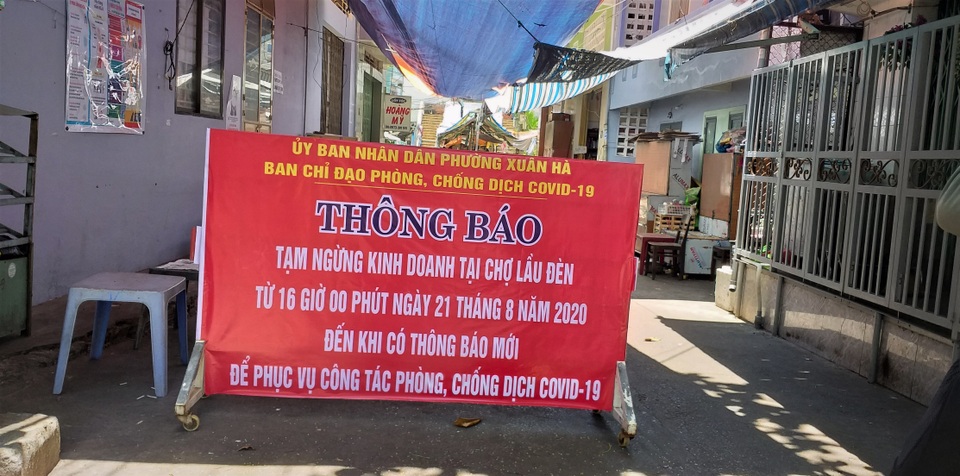 HOANG
MY
ỦY BAN NHÂN DÂN PHƯỜNG XUÂN HÀ
BAN CHỈ ĐẠO PHÒNG, CHỐNG DỊCH COVID-19
THÔNG BÁO
TẠM NGỪNG KINH DOANH TẠI CHỢ LẦU ĐÈN
TỪ 16 GIỜ 00 PHÚT NGÀY 21 THÁNG 8 NĂM 2020
ĐẾN KHI CÓ THÔNG BÁO MỚI
ĐỂ PHỤC VỤ CÔNG TÁC PHÒNG, CHỐNG DỊCH COVID-19